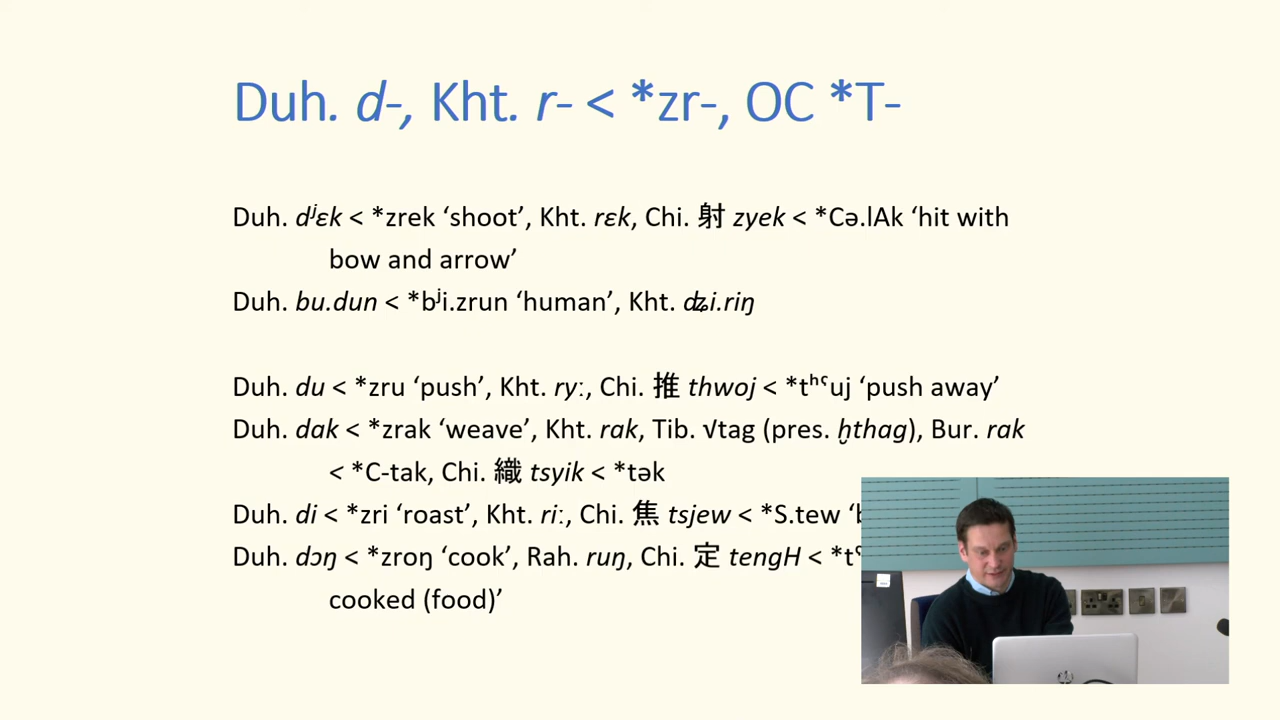 Duh. d-, Kht. r- < *zr-, OC *T-
Duh. dʲɛk < *zrek ‘shoot’, Kht. rɛk, Chi. 射 zyek < *Cə.lAk ‘hit with
bow and arrow’
Duh. bu.dun < *bʲi.zrun ‘human’, Kht. dʑi.riŋ
Duh. du < *zru ‘push’, Kht. ryː, Chi. 推 thwoj < *tʰˤuj ‘push away’
Duh. dak < *zrak ‘weave’, Kht. rak, Tib. √tag (pres. ḫthag), Bur. rak
< *C-tak, Chi. 織 tsyik < *tək
Duh. di < *zri ‘roast’, Kht. riː, Chi. 焦 tsjew < *S.tew
Duh. dɔŋ < *zroŋ ‘cook’, Rah. ruŋ, Chi. 定 tengH <
cooked (food)’